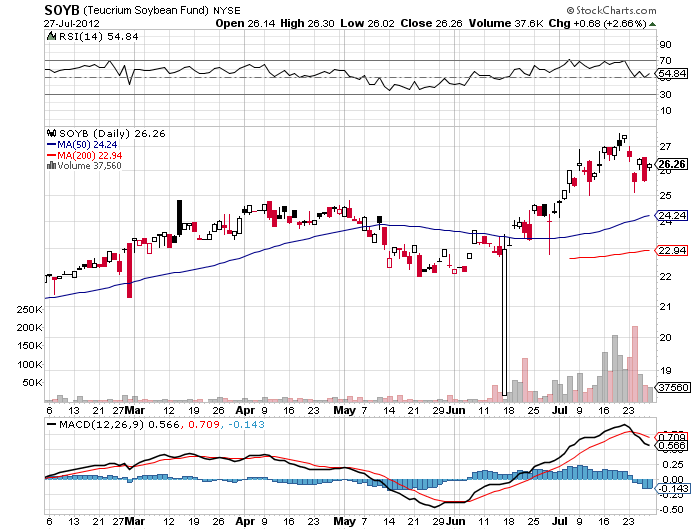 SOYB (Teucrium Soybean Fund) NYSE © StockCharts.com
27-Jul-2012 Open 26.14 High 26.30 Low 26.02 Close 26.26 Volume 37.6K Chg +0.68 (+2.66%)
RSI(14) 54.84
90
70
54.84
50
30
10
SOYB (Daily) 26.26
MA(50) 24.24
MA(200) 22.94
Volume 37,560
27
26.26
26
25
24.24
24
22.94
22
21
20
19
37560
250K
200K
150K
100K
50K
6 13 21 27 Mar 12 19 26 Apr 9 16 23 May 7 14 21 29 Jun 11 18 25 Jul 9 16 23
MACD(12,26,9) 0.566, 0.709, -0.143
0.709
0.566
0.25
0.00
-0.143
-0.25
-0.50
6 13 21 27 Mar 12 19 26 Apr 9 16 23 May 7 14 21 29 Jun 11 18 25 Jul 9 16 23